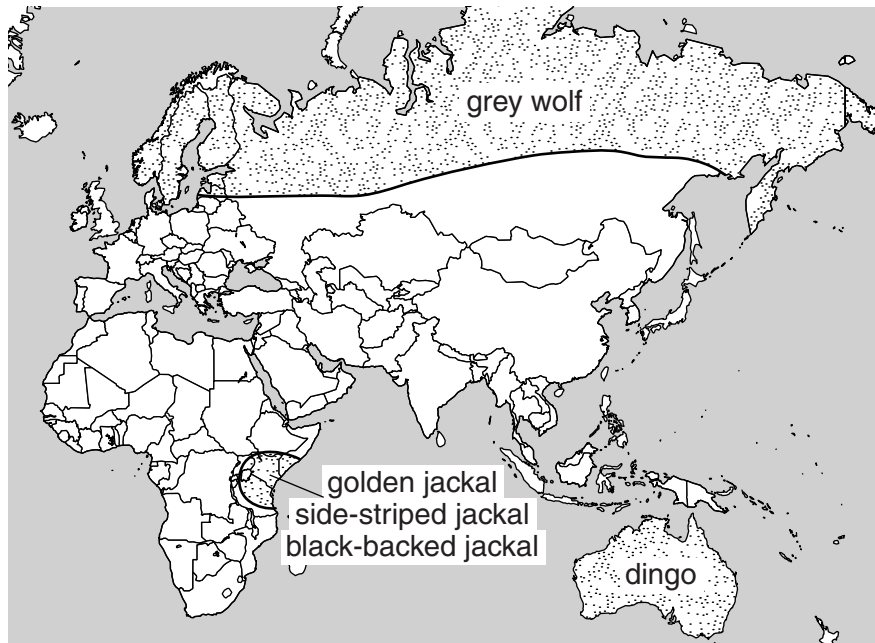 grey wolf
golden jackal
side-striped jackal
black-backed jackal
dingo